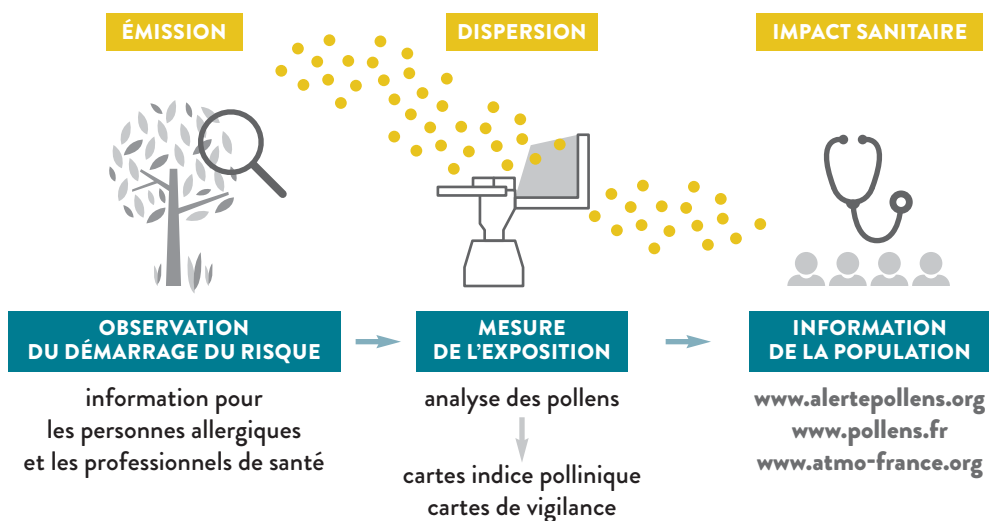 ÉMISSION
DISPERSION
IMPACT SANITAIRE
OBSERVATION
DU DÉMARRAGE DU RISQUE
information pour
les personnes allergiques
et les professionnels de santé
MESURE
DE L'EXPOSITION
analyse des pollens
cartes indice pollinique
cartes de vigilance
INFORMATION
DE LA POPULATION
www.alertepollens.org
www.pollens.fr
www.atmo-france.org